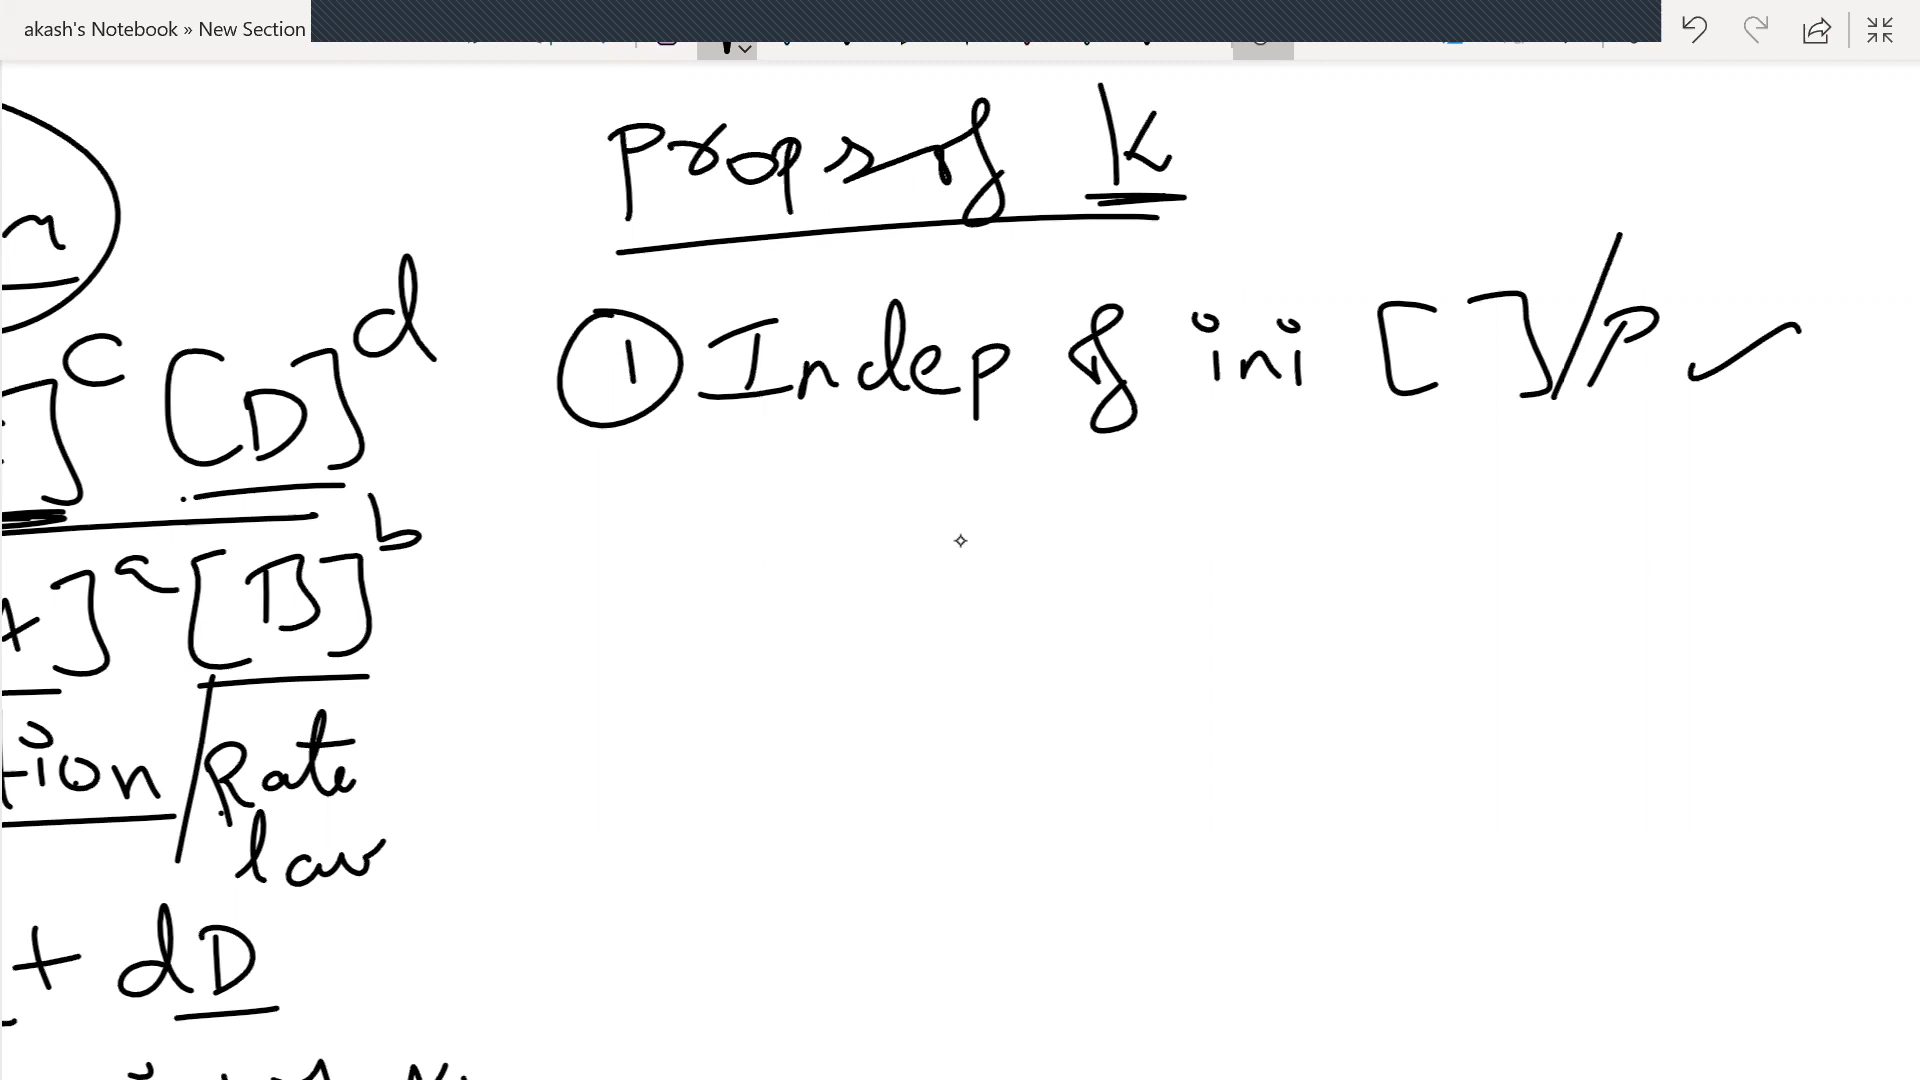 akash's Notebook » New Section
Props of K
① Indep of ini [ ]/P ✓
]^c [D]^d
]^a [B]^b
tion / Rate
law
+ dD